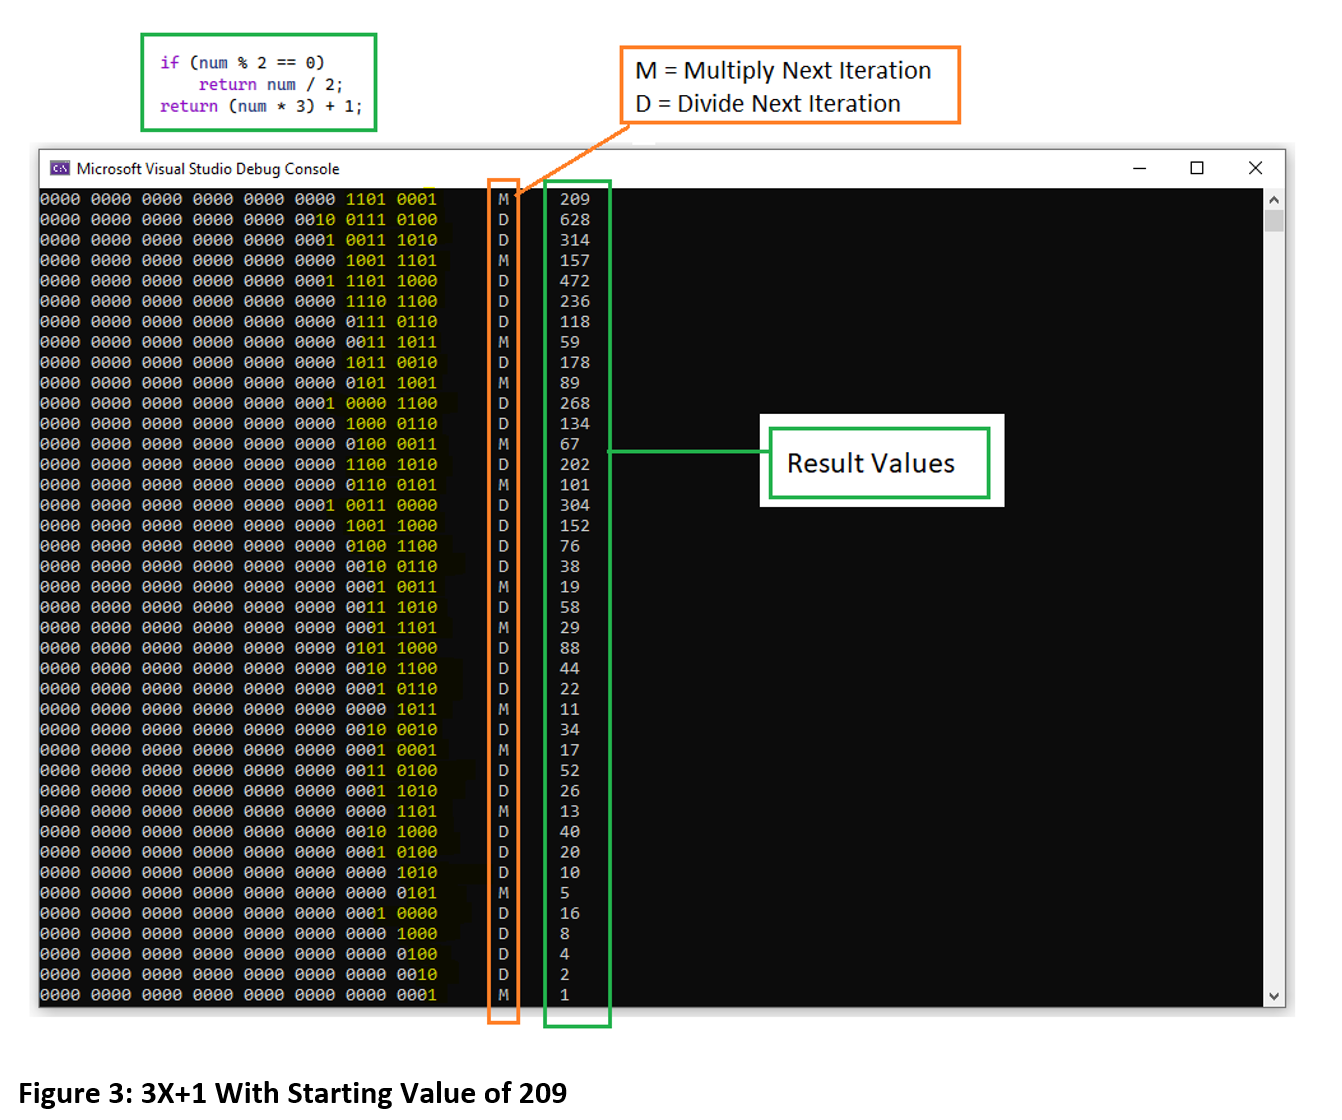 if (num % 2 == 0)
return num / 2;
return (num * 3) + 1;
M = Multiply Next Iteration
D = Divide Next Iteration
C:\ Microsoft Visual Studio Debug Console
0000 0000 0000 0000 0000 0000 1101 0001 M 209
0000 0000 0000 0000 0000 0010 0111 0100 D 628
0000 0000 0000 0000 0000 0001 0011 1010 D 314
0000 0000 0000 0000 0000 0000 1001 1101 M 157
0000 0000 0000 0000 0000 0001 1101 1000 D 472
0000 0000 0000 0000 0000 0000 1110 1100 D 236
0000 0000 0000 0000 0000 0000 0111 0110 D 118
0000 0000 0000 0000 0000 0000 0011 1011 M 59
0000 0000 0000 0000 0000 0000 1011 0010 D 178
0000 0000 0000 0000 0000 0000 0101 1001 M 89
0000 0000 0000 0000 0000 0001 0000 1100 D 268
0000 0000 0000 0000 0000 0000 1000 0110 D 134
0000 0000 0000 0000 0000 0000 0100 0011 M 67
0000 0000 0000 0000 0000 0000 1100 1010 D 202
0000 0000 0000 0000 0000 0000 0110 0101 M 101
0000 0000 0000 0000 0000 0001 0011 0000 D 304
0000 0000 0000 0000 0000 0000 1001 1000 D 152
0000 0000 0000 0000 0000 0000 0100 1100 D 76
0000 0000 0000 0000 0000 0000 0010 0110 D 38
0000 0000 0000 0000 0000 0000 0001 0011 M 19
0000 0000 0000 0000 0000 0000 0011 1010 D 58
0000 0000 0000 0000 0000 0000 0001 1101 M 29
0000 0000 0000 0000 0000 0000 0101 1000 D 88
0000 0000 0000 0000 0000 0000 0010 1100 D 44
0000 0000 0000 0000 0000 0000 0001 0110 D 22
0000 0000 0000 0000 0000 0000 0000 1011 M 11
0000 0000 0000 0000 0000 0000 0010 0010 D 34
0000 0000 0000 0000 0000 0000 0001 0001 M 17
0000 0000 0000 0000 0000 0000 0011 0100 D 52
0000 0000 0000 0000 0000 0000 0001 1010 D 26
0000 0000 0000 0000 0000 0000 0000 1101 M 13
0000 0000 0000 0000 0000 0000 0010 1000 D 40
0000 0000 0000 0000 0000 0000 0001 0100 D 20
0000 0000 0000 0000 0000 0000 0000 1010 D 10
0000 0000 0000 0000 0000 0000 0000 0101 M 5
0000 0000 0000 0000 0000 0000 0001 0000 D 16
0000 0000 0000 0000 0000 0000 0000 1000 D 8
0000 0000 0000 0000 0000 0000 0000 0100 D 4
0000 0000 0000 0000 0000 0000 0000 0010 D 2
0000 0000 0000 0000 0000 0000 0000 0001 M 1
Result Values
Figure 3: 3X+1 With Starting Value of 209